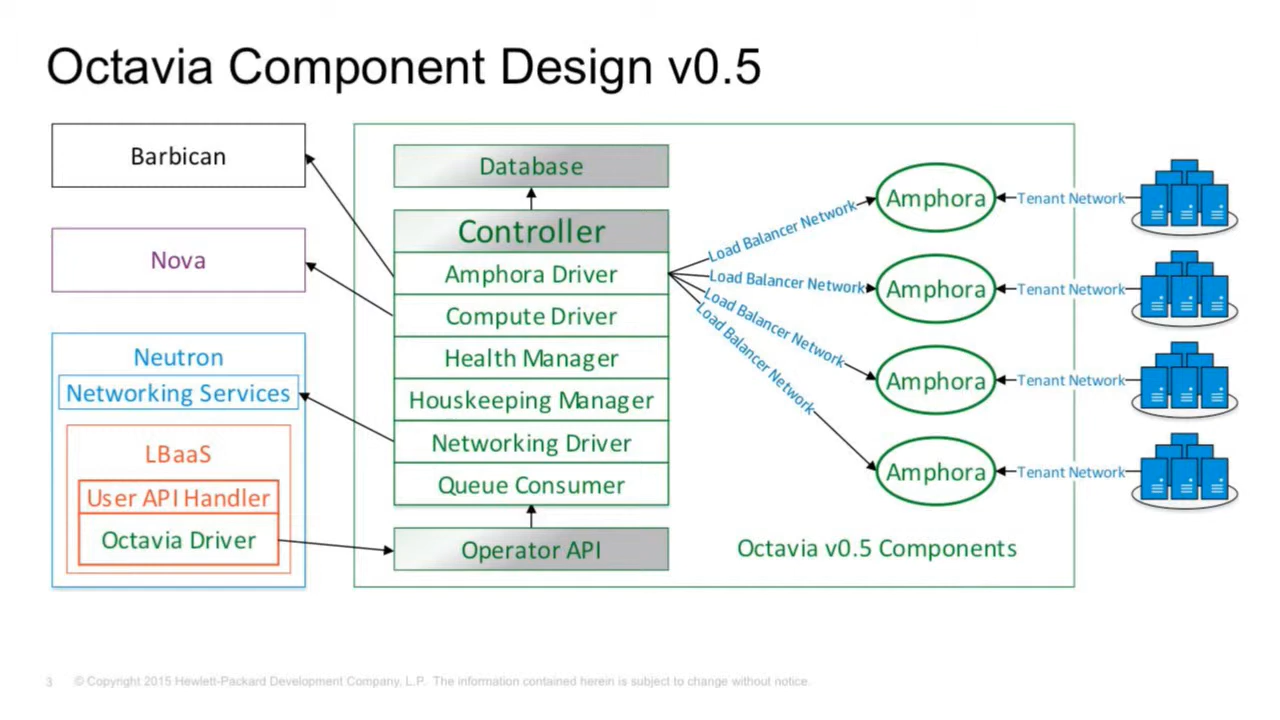 Octavia Component Design v0.5
Barbican
Nova
Neutron
Networking Services
LBaaS
User API Handler
Octavia Driver
Database
Controller
Amphora Driver
Compute Driver
Health Manager
Houskeeping Manager
Networking Driver
Queue Consumer
Operator API
Load Balancer Network
Load Balancer Network
Load Balancer Network
Load Balancer Network
Amphora
Tenant Network
Amphora
Tenant Network
Amphora
Tenant Network
Amphora
Tenant Network
Octavia v0.5 Components
3 © Copyright 2015 Hewlett-Packard Development Company, L.P. The information contained herein is subject to change without notice.